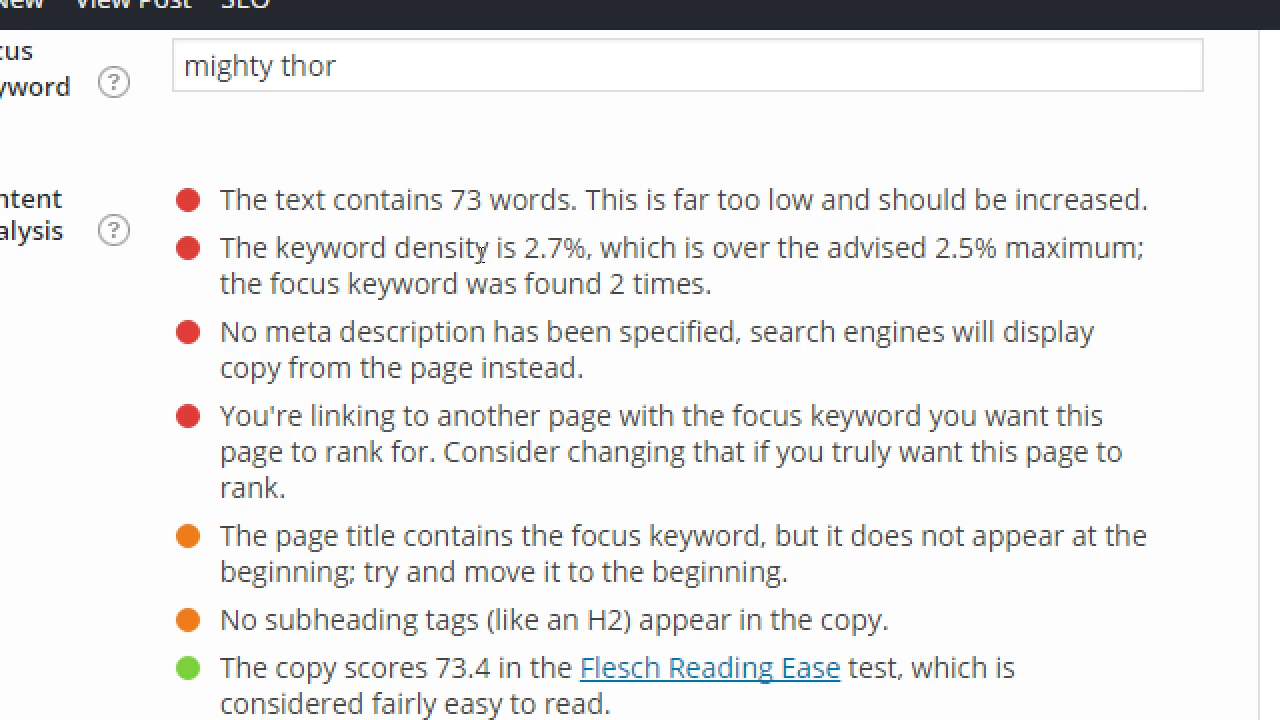 New View Post SEO
cus
yword ?
mighty thor
ntent
alysis ?
The text contains 73 words. This is far too low and should be increased.
The keyword density is 2.7%, which is over the advised 2.5% maximum;
the focus keyword was found 2 times.
No meta description has been specified, search engines will display
copy from the page instead.
You're linking to another page with the focus keyword you want this
page to rank for. Consider changing that if you truly want this page to
rank.
The page title contains the focus keyword, but it does not appear at the
beginning; try and move it to the beginning.
No subheading tags (like an H2) appear in the copy.
The copy scores 73.4 in the Flesch Reading Ease test, which is
considered fairly easy to read.